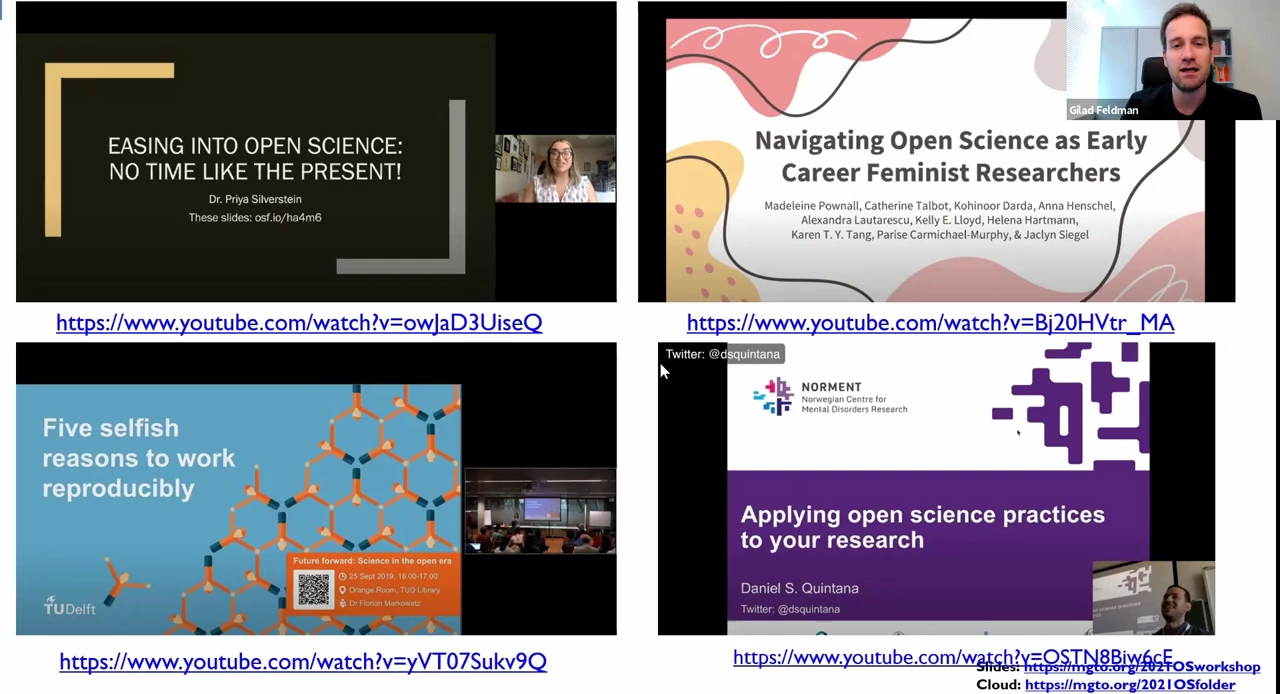 EASING INTO OPEN SCIENCE:
NO TIME LIKE THE PRESENT!
Dr. Priya Silverstein
These slides: osf.io/ha4m6
https://www.youtube.com/watch?v=owJaD3UiseQ
Gilad Feldman
Navigating Open Science as Early
Career Feminist Researchers
Madeleine Pownall, Catherine Talbot, Kohinoor Darda, Anna Henschel,
Alexandra Lautarescu, Kelly E. Lloyd, Helena Hartmann,
Karen T. Y. Tang, Parise Carmichael-Murphy, & Jaclyn Siegel
https://www.youtube.com/watch?v=Bj20HVtr_MA
Five selfish
reasons to work
reproducibly
Future forward: Science in the open era
25 Sept 2019, 16.00-17.00
Orange Room, TUD Library
Dr Florian Markowetz
TUDelft
https://www.youtube.com/watch?v=yVT07Sukv9Q
Twitter: @dsquintana
NORMENT
Norwegian Centre for
Mental Disorders Research
Applying open science practices
to your research
Daniel S. Quintana
Twitter: @dsquintana
https://www.youtube.com/watch?v=OSTN8Bjw6cE
Slides: https://mgto.org/2021OSworkshop
Cloud: https://mgto.org/2021OSfolder